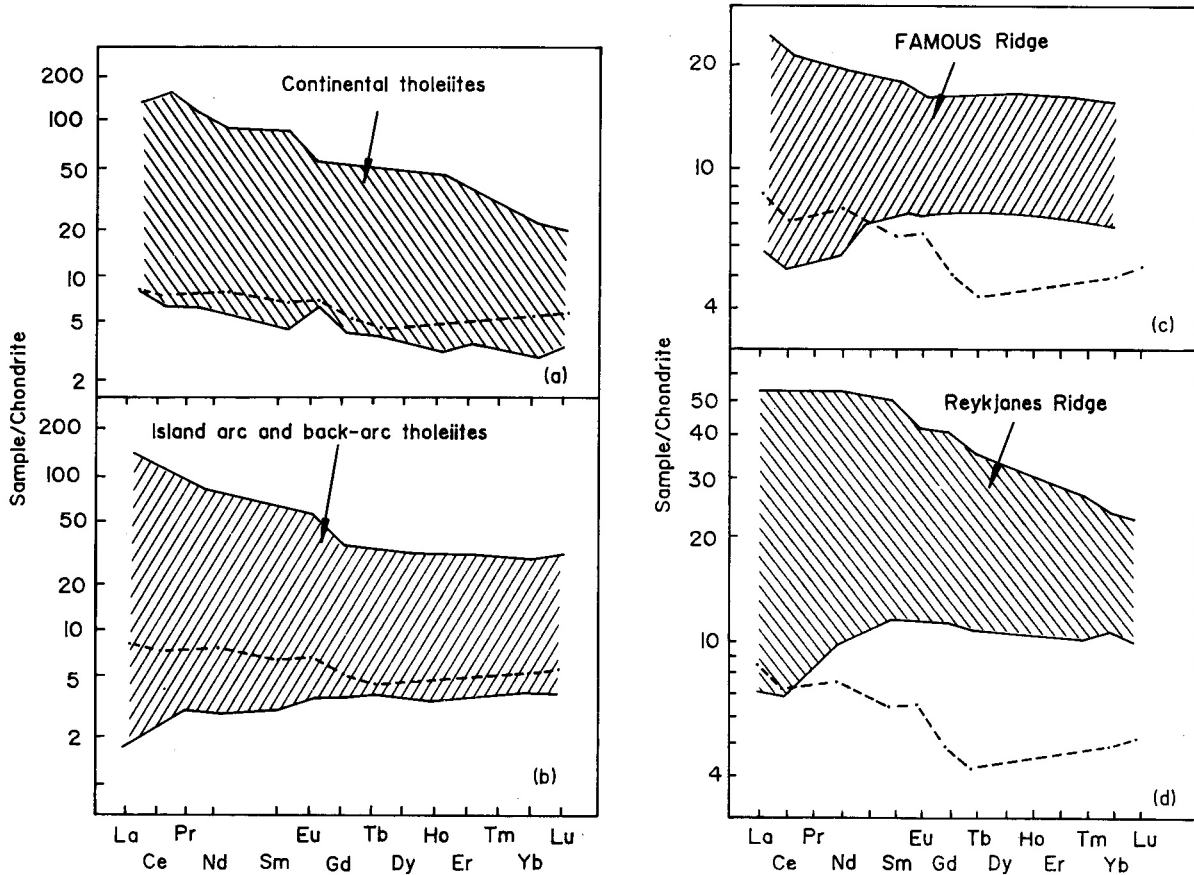 200
100
50
20
10
5
2
Continental tholeiites
(a)
200
100
50
20
10
5
2
Island arc and back-arc tholeiites
(b)
Sample/Chondrite
La Pr Eu Tb Ho Tm Lu
Ce Nd Sm Gd Dy Er Yb
20
10
4
FAMOUS Ridge
(c)
50
40
30
20
10
4
Reykjanes Ridge
(d)
Sample/Chondrite
La Pr Eu Tb Ho Tm Lu
Ce Nd Sm Gd Dy Er Yb